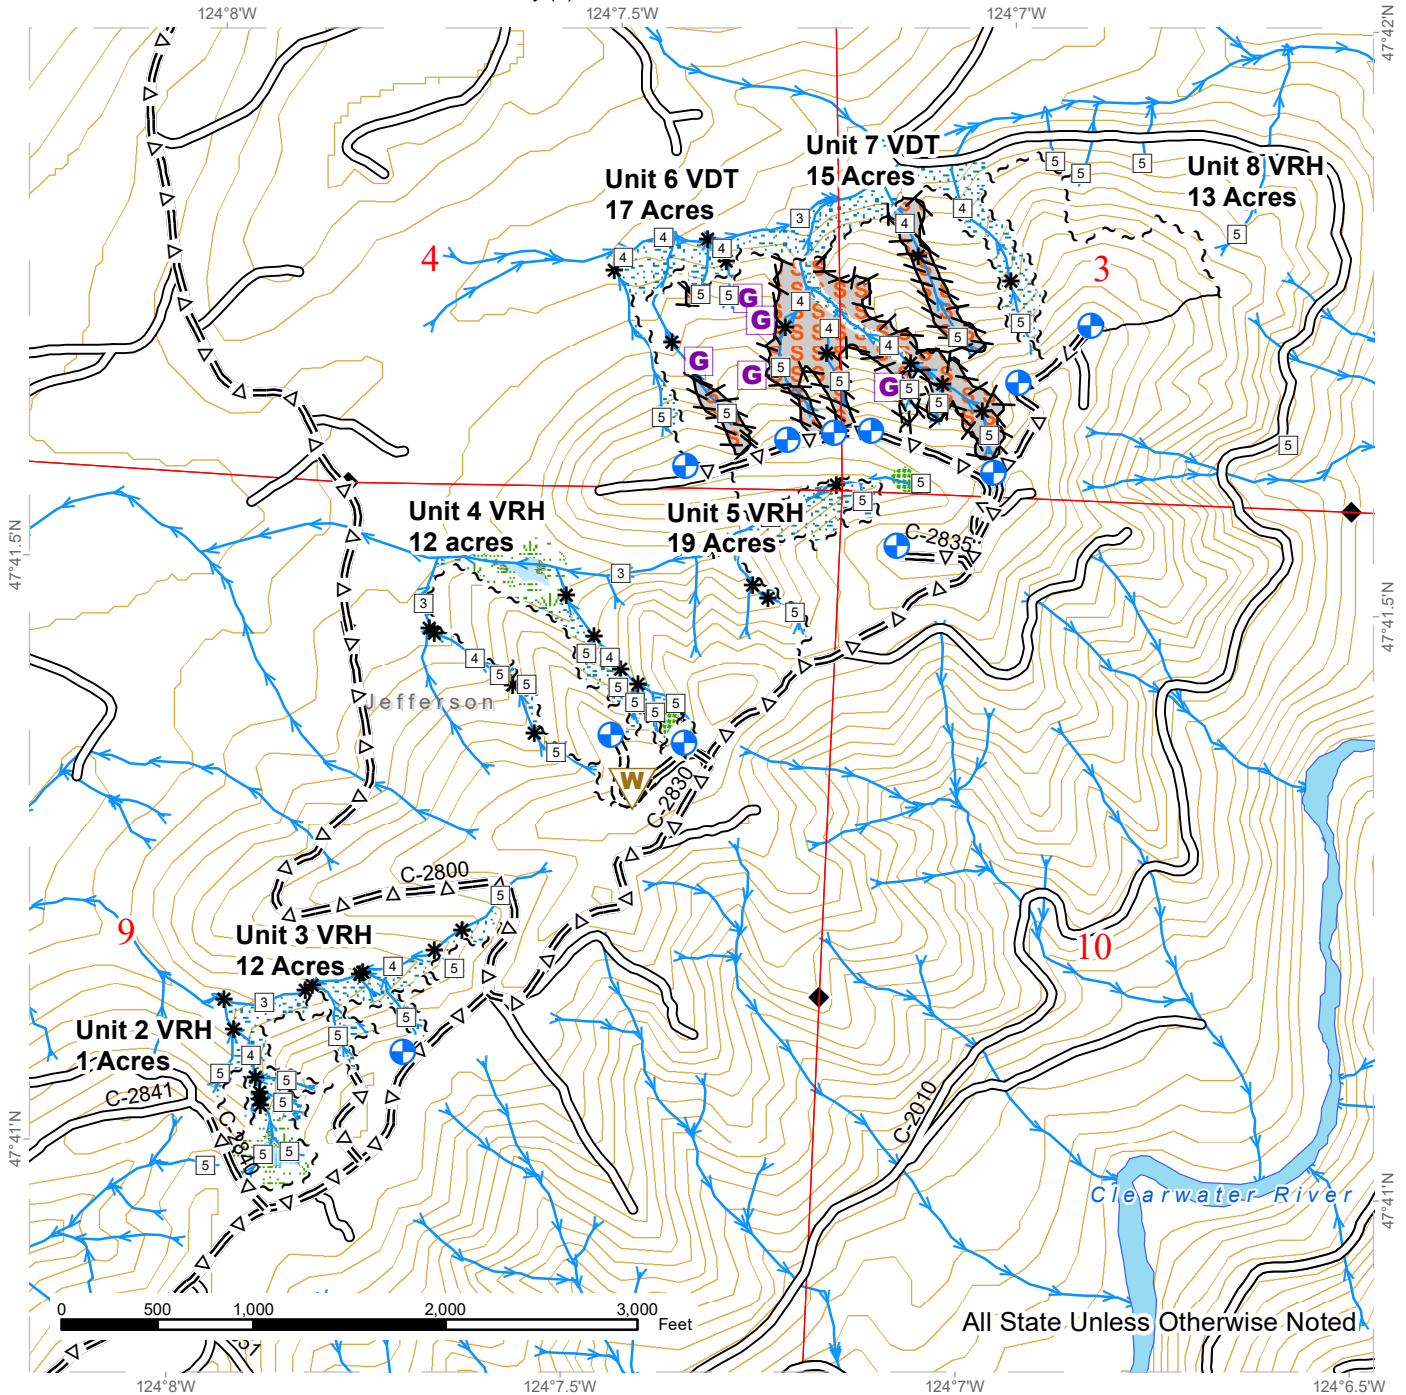 124°8'W
124°7.5'W
124°7'W
47°42'N
Unit 7 VDT
15 Acres
Unit 8 VRH
13 Acres
Unit 6 VDT
17 Acres
4
3
G
G
G
G
G
Unit 4 VRH
12 acres
Unit 5 VRH
19 Acres
C-2835
47°41.5'N
47°41.5'N
Jefferson
W
C-2830
C-2800
9
10
Unit 3 VRH
12 Acres
Unit 2 VRH
1 Acres
C-2841
C-2840
C-2010
47°41'N
47°41'N
Clearwater River
0 500 1,000 2,000 3,000
Feet
All State Unless Otherwise Noted
124°8'W
124°7.5'W
124°7'W
124°6.5'W